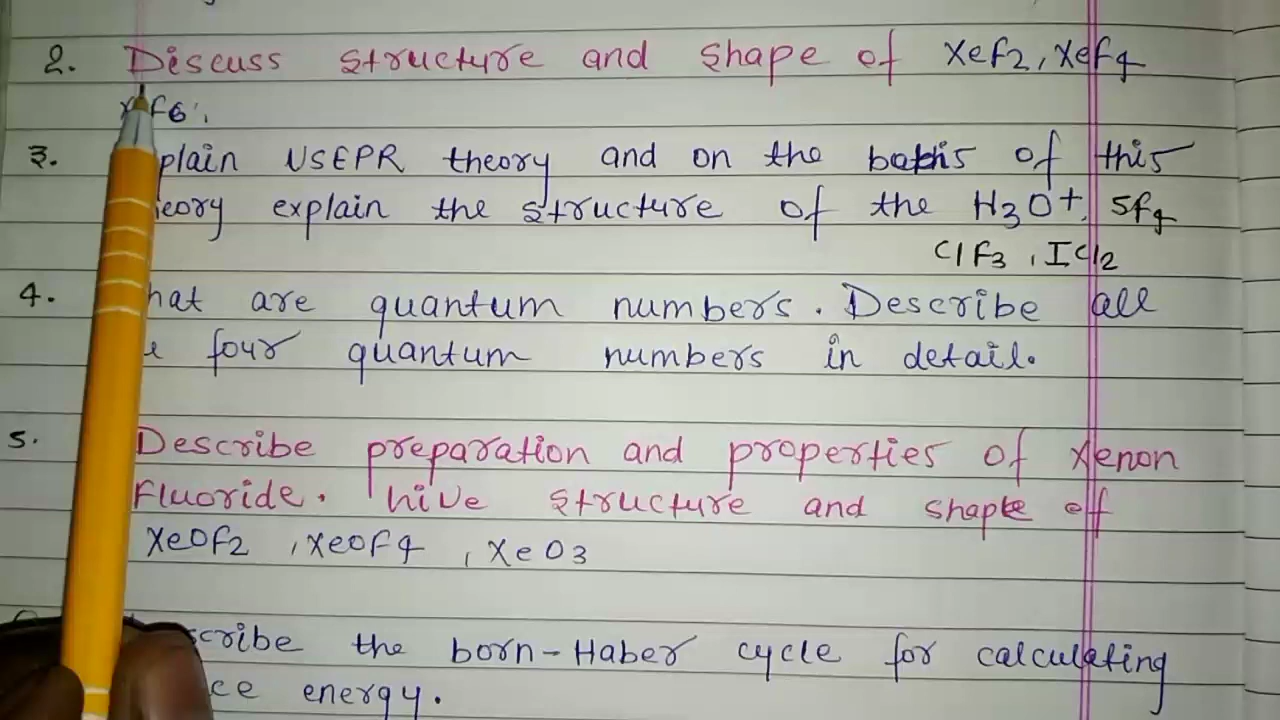 2. Discuss structure and shape of XeF2, XeF4
F6,
3. plain VSEPR theory and on the basis of this
eory explain the structure of the H3O+, SF4
ClF3, ICl2
4. hat are quantum numbers. Describe all
e four quantum numbers in detail.
5. Describe preparation and properties of Xenon
Fluoride. hive structure and shape of
XeOF2, XeOF4, XeO3
scribe the born-Haber cycle for calculating
ce energy.